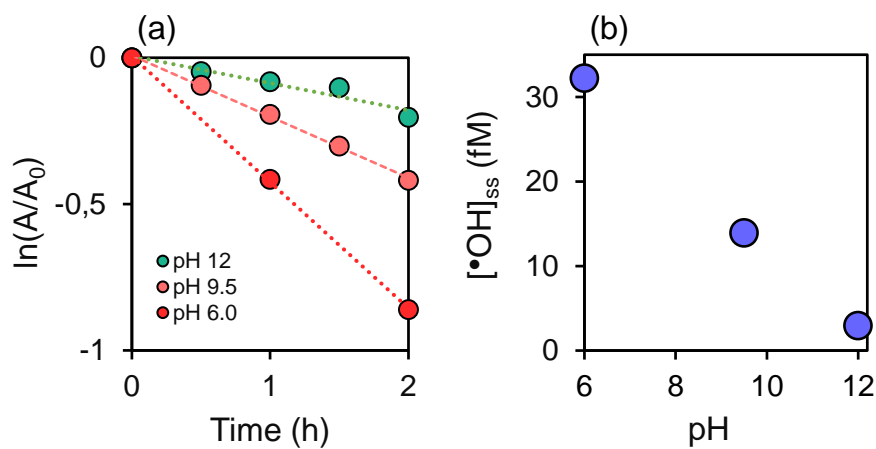 (a)
0
-0,5
-1
ln(A/A₀)
pH 12
pH 9.5
pH 6.0
0
1
2
Time (h)
(b)
30
20
10
0
[•OH]ss (fM)
6
8
10
12
pH